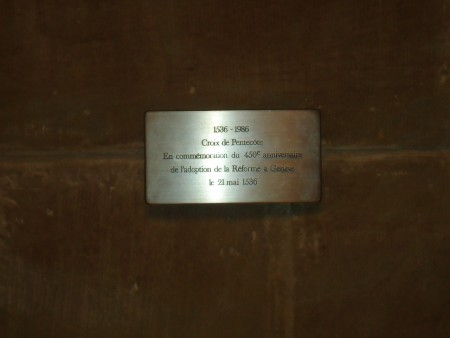 1536 - 1986
Croix de Pentecôte
En commémoration du 450e anniversaire
de l'adoption de la Réforme à Genève
le 21 mai 1536